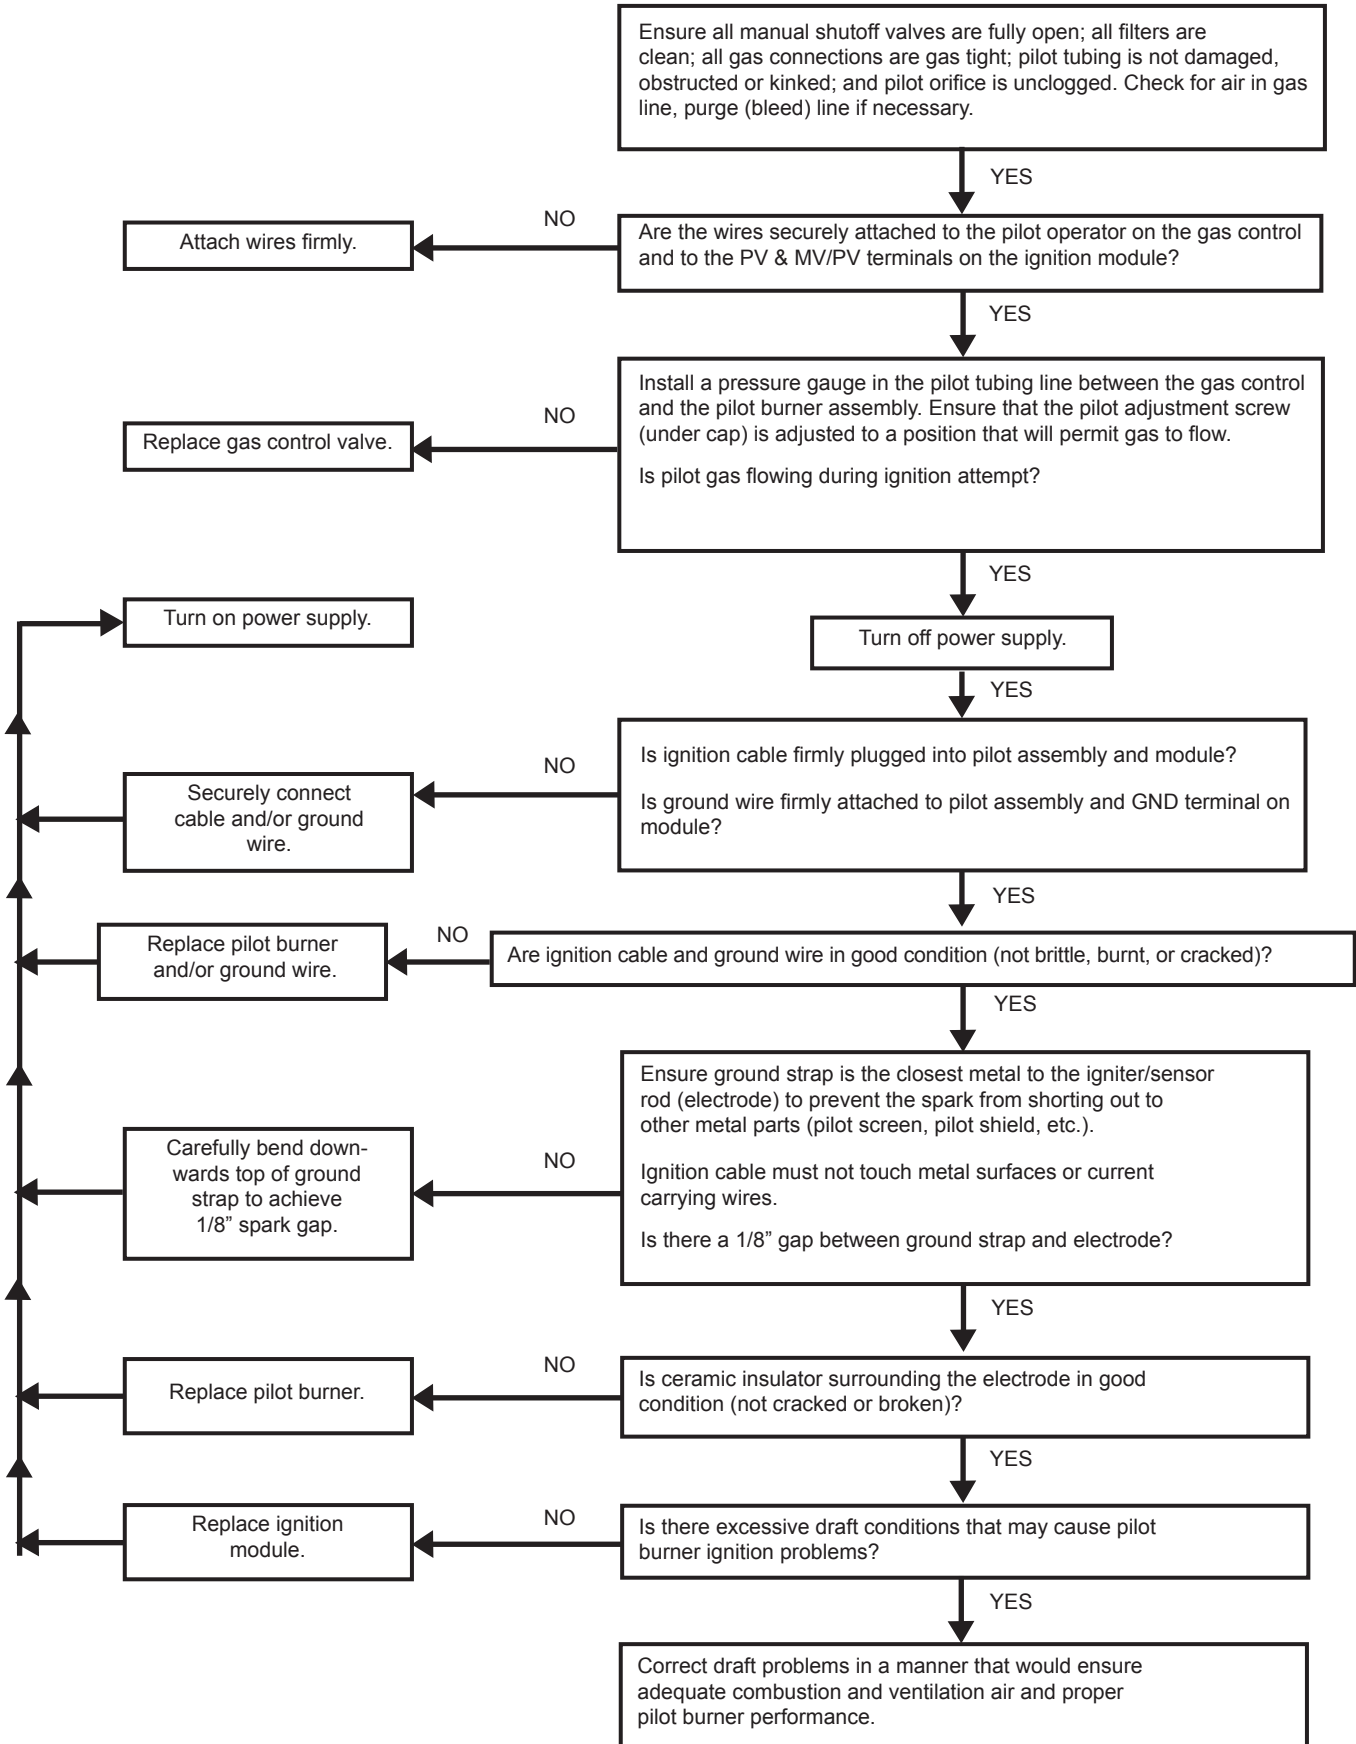 Ensure all manual shutoff valves are fully open; all filters are
clean; all gas connections are gas tight; pilot tubing is not damaged,
obstructed or kinked; and pilot orifice is unclogged. Check for air in gas
line, purge (bleed) line if necessary.
YES
NO
Attach wires firmly.
Are the wires securely attached to the pilot operator on the gas control
and to the PV & MV/PV terminals on the ignition module?
YES
Install a pressure gauge in the pilot tubing line between the gas control
and the pilot burner assembly. Ensure that the pilot adjustment screw
(under cap) is adjusted to a position that will permit gas to flow.
Is pilot gas flowing during ignition attempt?
NO
Replace gas control valve.
YES
Turn on power supply.
Turn off power supply.
YES
Is ignition cable firmly plugged into pilot assembly and module?
Is ground wire firmly attached to pilot assembly and GND terminal on
module?
NO
Securely connect
cable and/or ground
wire.
YES
NO
Replace pilot burner
and/or ground wire.
Are ignition cable and ground wire in good condition (not brittle, burnt, or cracked)?
YES
Ensure ground strap is the closest metal to the igniter/sensor
rod (electrode) to prevent the spark from shorting out to
other metal parts (pilot screen, pilot shield, etc.).
Ignition cable must not touch metal surfaces or current
carrying wires.
Is there a 1/8” gap between ground strap and electrode?
NO
Carefully bend down-
wards top of ground
strap to achieve
1/8” spark gap.
YES
NO
Replace pilot burner.
Is ceramic insulator surrounding the electrode in good
condition (not cracked or broken)?
YES
NO
Replace ignition
module.
Is there excessive draft conditions that may cause pilot
burner ignition problems?
YES
Correct draft problems in a manner that would ensure
adequate combustion and ventilation air and proper
pilot burner performance.